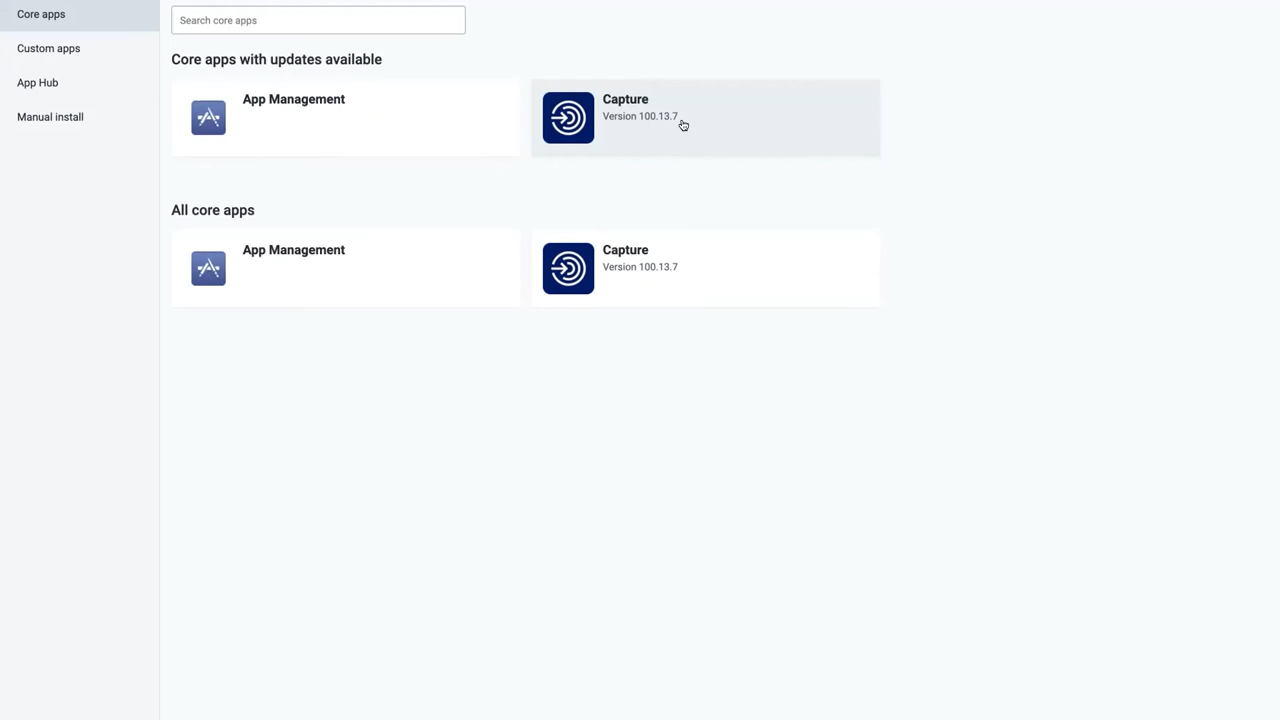 Core apps
Custom apps
App Hub
Manual install
Search core apps
Core apps with updates available
App Management
Capture
Version 100.13.7
All core apps
App Management
Capture
Version 100.13.7